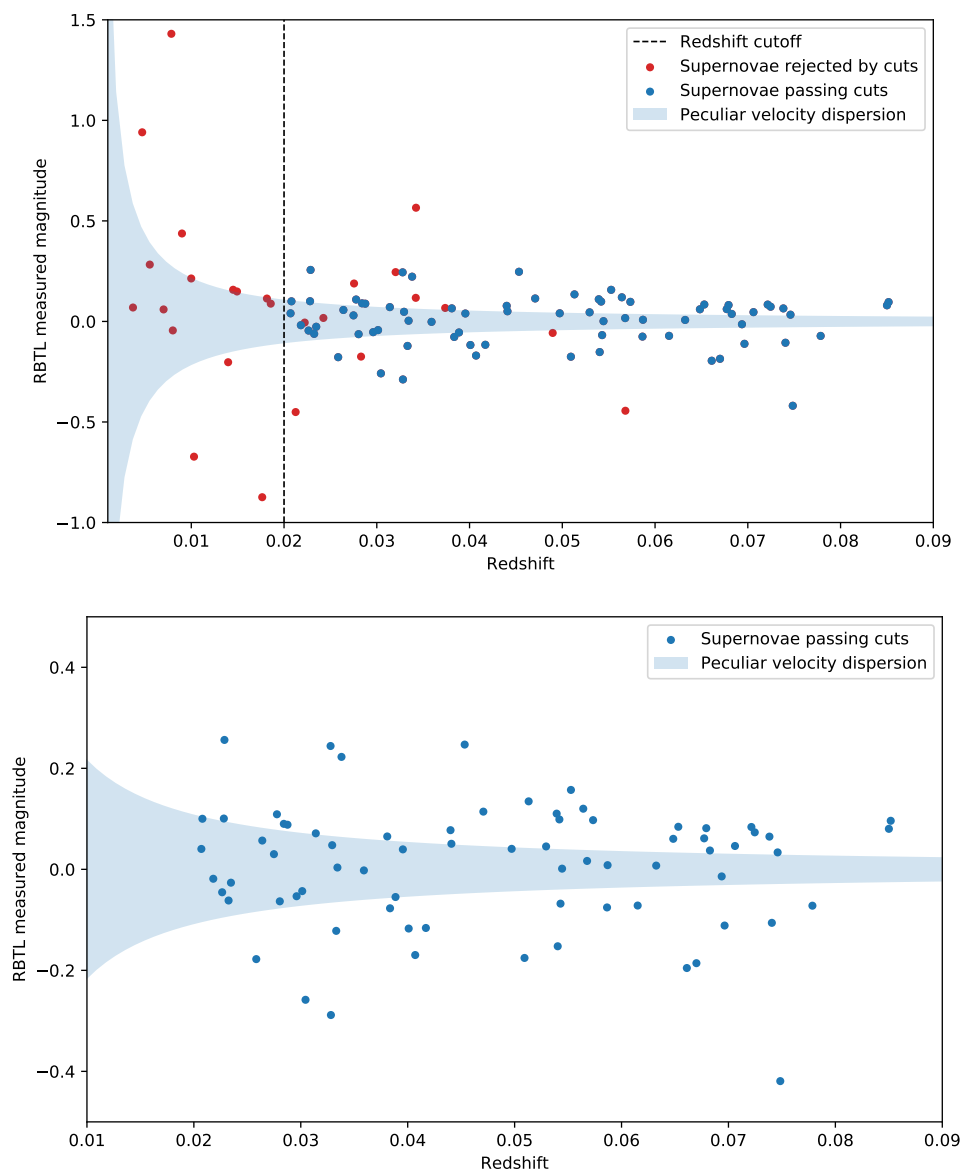 1.5
1.0
0.5
0.0
−0.5
−1.0
RBTL measured magnitude
Redshift cutoff
Supernovae rejected by cuts
Supernovae passing cuts
Peculiar velocity dispersion
0.01 0.02 0.03 0.04 0.05 0.06 0.07 0.08 0.09
Redshift
0.4
0.2
0.0
−0.2
−0.4
RBTL measured magnitude
Supernovae passing cuts
Peculiar velocity dispersion
0.01 0.02 0.03 0.04 0.05 0.06 0.07 0.08 0.09
Redshift